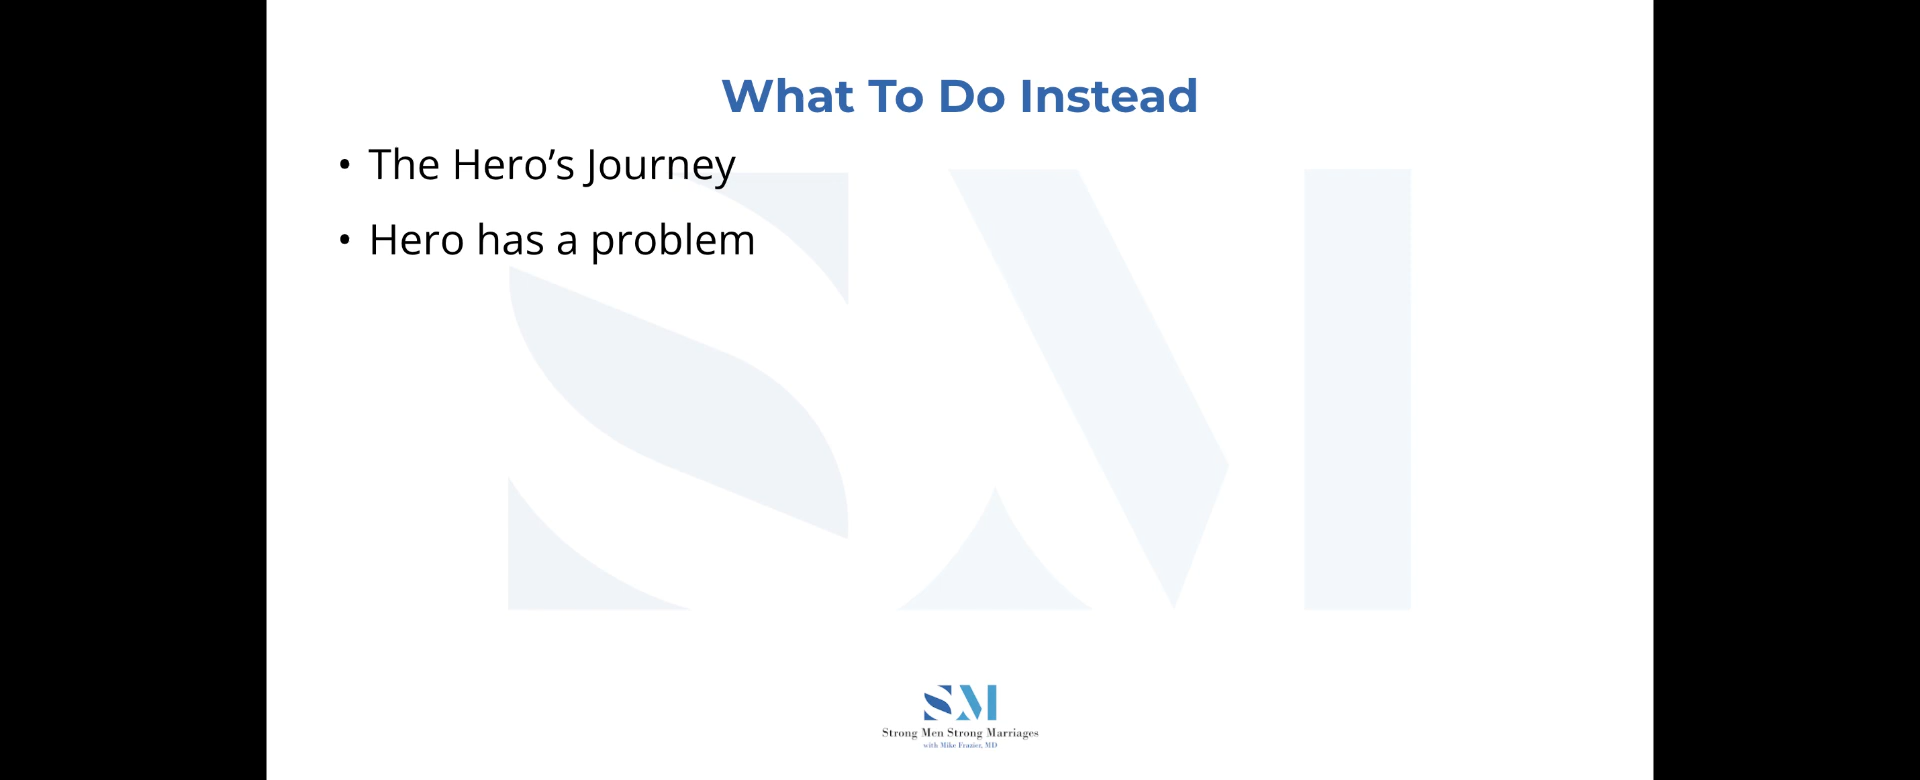 What To Do Instead
• The Hero’s Journey
• Hero has a problem
SM
Strong Men Strong Marriages
with Mike Frazier, MD